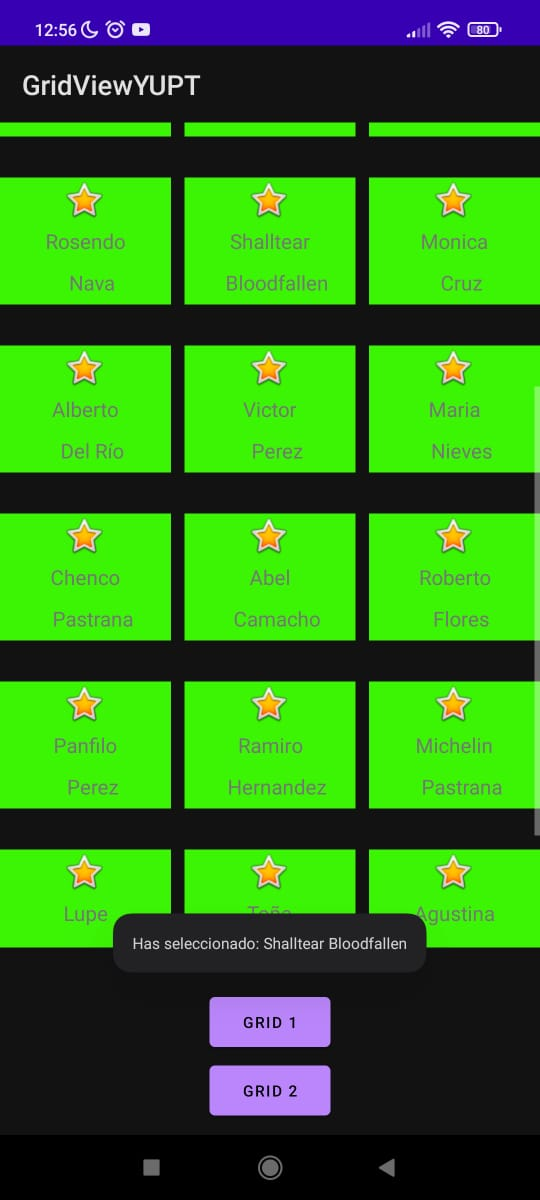 12:56
80
GridViewYUPT
Rosendo
Nava
Shalltear
Bloodfallen
Monica
Cruz
Alberto
Del Río
Victor
Perez
Maria
Nieves
Chenco
Pastrana
Abel
Camacho
Roberto
Flores
Panfilo
Perez
Ramiro
Hernandez
Michelin
Pastrana
Lupe
Agustina
Has seleccionado: Shalltear Bloodfallen
GRID 1
GRID 2